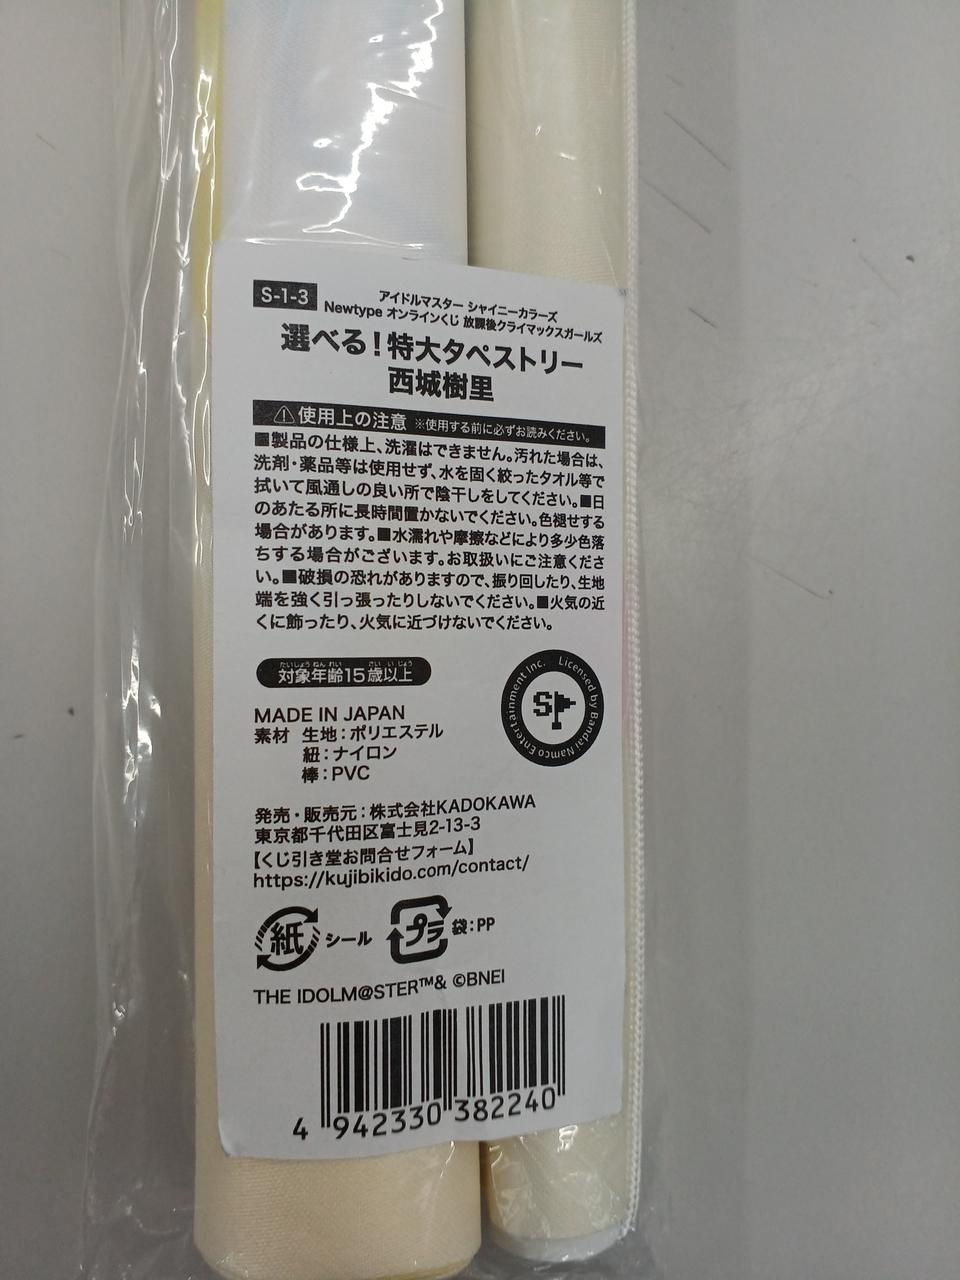 S-1-3
アイドルマスター シャイニーカラーズ
Newtype オンラインくじ 放課後クライマックスガールズ
選べる！特大タペストリー
西城樹里
⚠使用上の注意 ※使用する前に必ずお読みください。
■製品の仕様上、洗濯はできません。汚れた場合は、
洗剤・薬品等は使用せず、水を固く絞ったタオル等で
拭いて風通しの良い所で陰干しをしてください。■日
のあたる所に長時間置かないでください。色褪せする
場合があります。■水濡れや摩擦などにより多少色落
ちする場合がございます。お取扱いにご注意くださ
い。■破損の恐れがありますので、振り回したり、生地
端を強く引っ張ったりしないでください。■火気の近
くに飾ったり、火気に近づけないでください。
たいしょうねんれい さいいじょう
対象年齢15歳以上
Licensed by Bandai Namco Entertainment Inc.
SP
MADE IN JAPAN
素材 生地：ポリエステル
紐：ナイロン
棒：PVC
発売・販売元：株式会社KADOKAWA
東京都千代田区富士見2-13-3
【くじ引き堂お問合せフォーム】
https://kujibikido.com/contact/
紙 シール プラ 袋：PP
THE IDOLM@STER™& ©BNEI
4 942330 382240